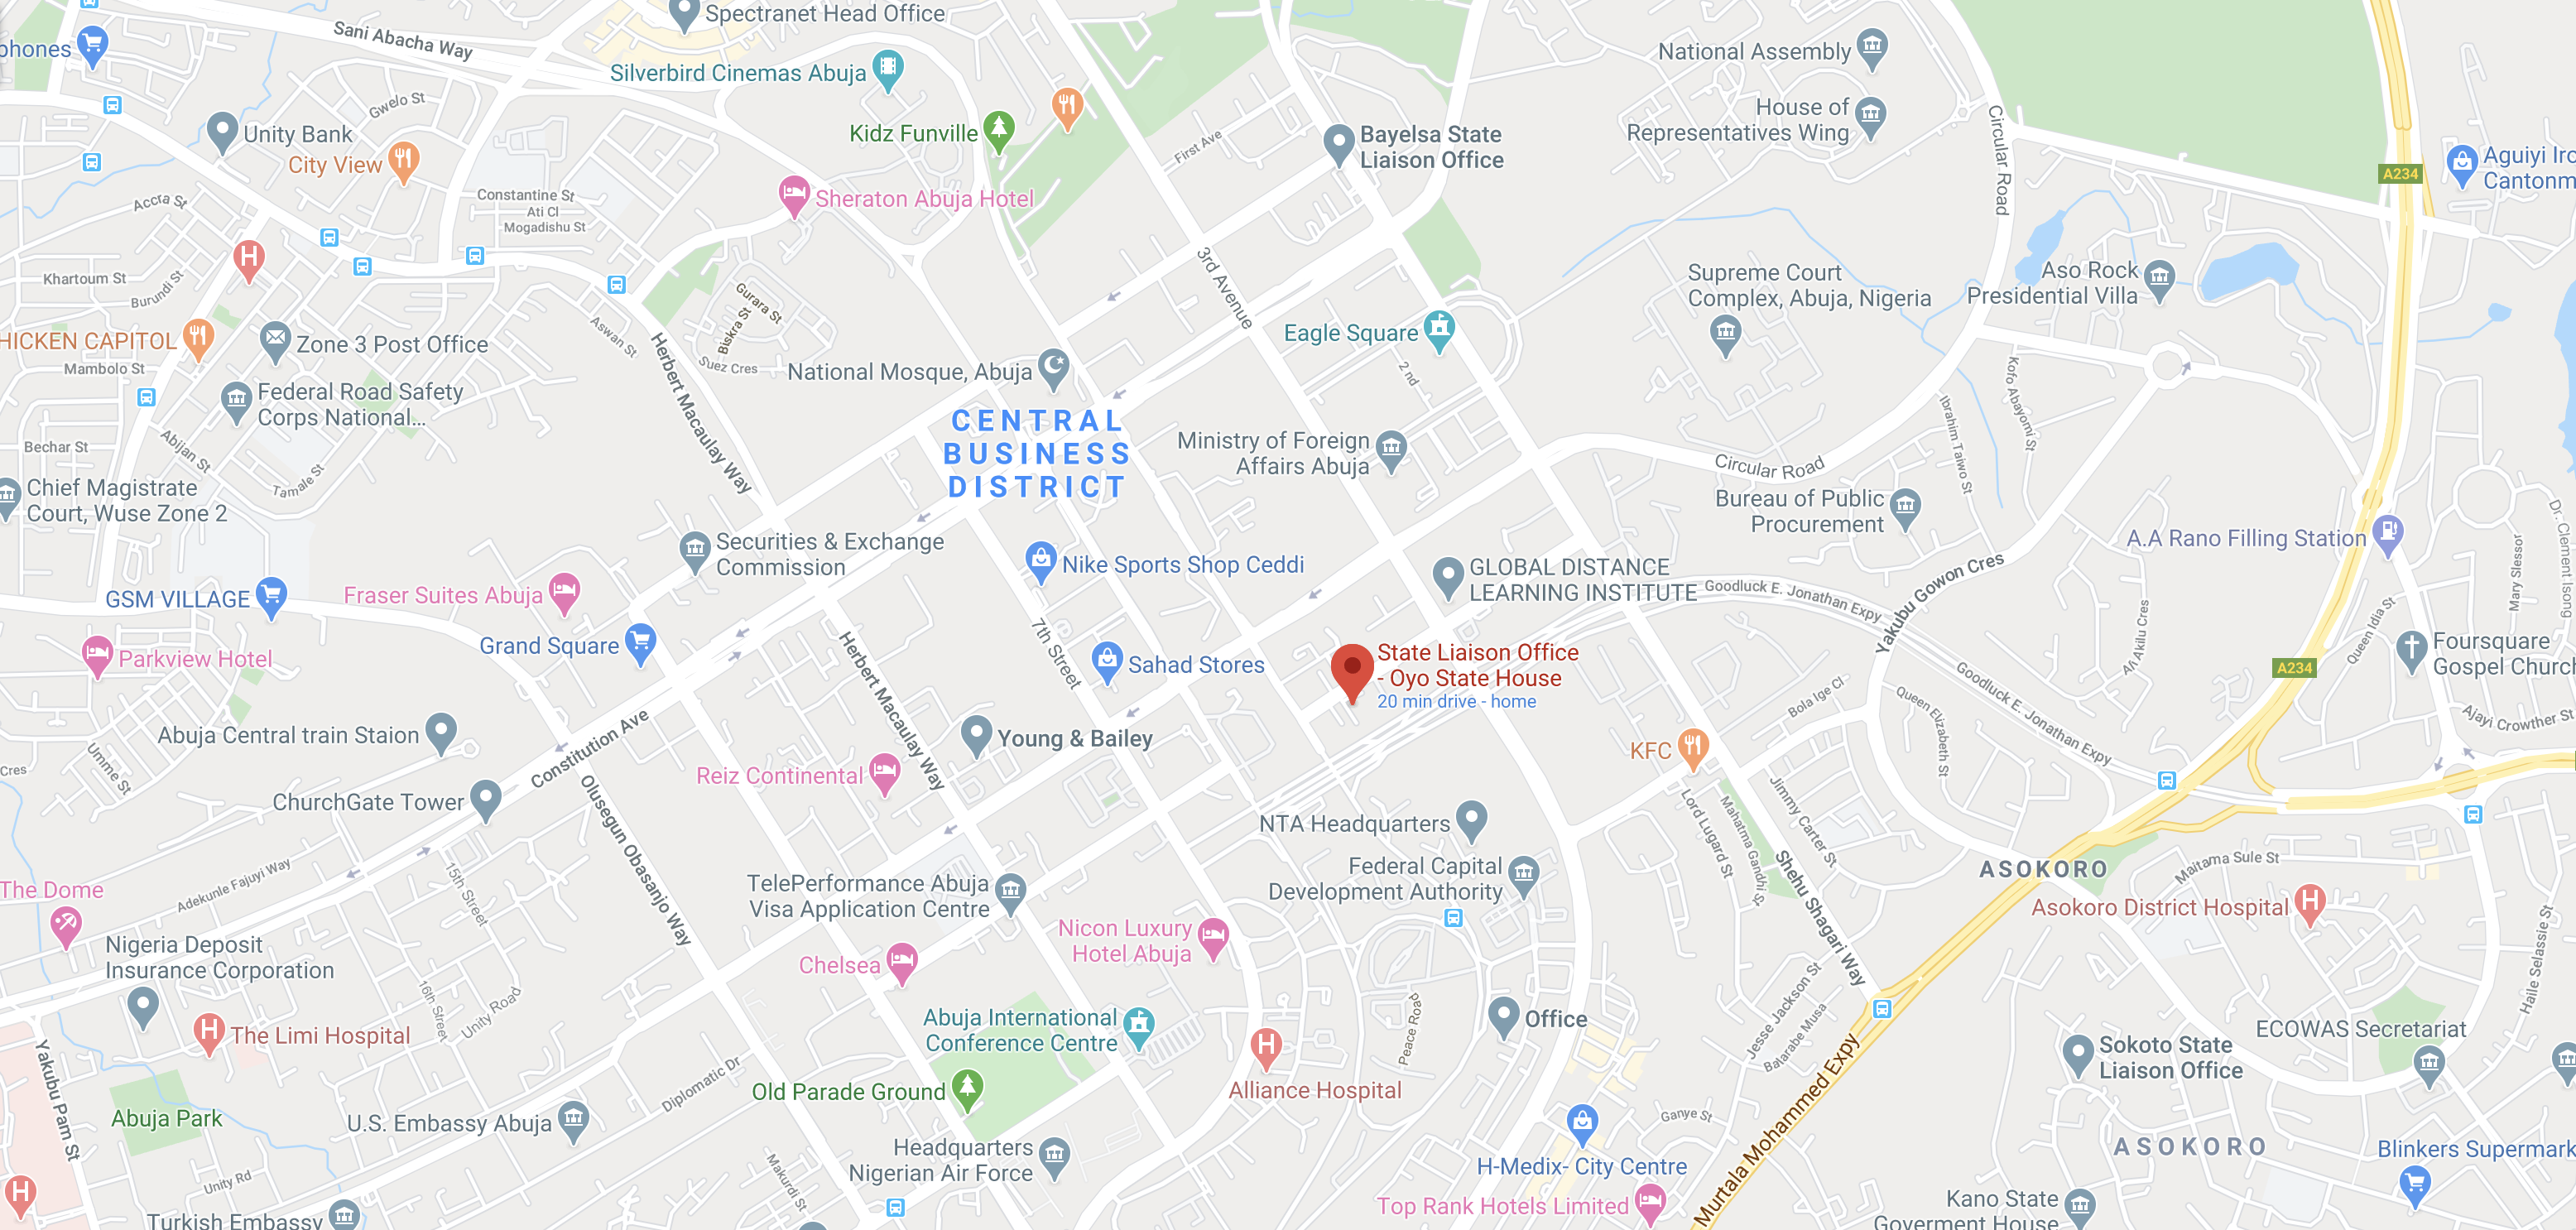 Spectranet Head Office
Sani Abacha Way
phones
Silverbird Cinemas Abuja
National Assembly
Gwelo St
House of
Representatives Wing
Unity Bank
City View
Kidz Funville
First Ave
Bayelsa State
Liaison Office
Circular Road
A234
Aguiyi Iro
Cantonm
Accra St
Constantine St
Ati Cl
Mogadishu St
Sheraton Abuja Hotel
Khartoum St
Burundi St
3rd Avenue
Supreme Court
Complex, Abuja, Nigeria
Aso Rock
Presidential Villa
Gurara St
Biskra St
Suez Cres
Aswan St
Herbert Macaulay Way
HICKEN CAPITOL
Zone 3 Post Office
Mambolo St
Eagle Square
2 nd
National Mosque, Abuja
Federal Road Safety
Corps National...
CENTRAL
BUSINESS
DISTRICT
Kofo Abayomi St
Ibrahim Taiwo St
Bechar St
Abijan St
Tamale St
Ministry of Foreign
Affairs Abuja
Circular Road
Chief Magistrate
Court, Wuse Zone 2
Bureau of Public
Procurement
A.A Rano Filling Station
Dr. Clement Isong
Mary Slessor
Securities & Exchange
Commission
Nike Sports Shop Ceddi
GLOBAL DISTANCE
LEARNING INSTITUTE
Goodluck E. Jonathan Expy
Yakubu Gowon Cres
GSM VILLAGE
Fraser Suites Abuja
Grand Square
Parkview Hotel
7th Street
Herbert Macaulay Way
Sahad Stores
State Liaison Office
- Oyo State House
20 min drive - home
Ari Akilu Cres
Queen Idia St
A234
Foursquare
Gospel Church
Abuja Central train Staion
Constitution Ave
Young & Bailey
Bola Ige Cl
Queen Elizabeth St
Goodluck E. Jonathan Expy
Ajayi Crowther St
Cres
Umme St
Reiz Continental
KFC
ChurchGate Tower
Olusegun Obasanjo Way
NTA Headquarters
Lord Lugard St
Mahatma Gandhi St
Jimmy Carter St
Shehu Shagari Way
ASOKORO
Maitama Sule St
The Dome
Adekunle Fajuyi Way
15th Street
TelePerformance Abuja
Visa Application Centre
Federal Capital
Development Authority
Asokoro District Hospital
Haile Selassie St
Nigeria Deposit
Insurance Corporation
Chelsea
Nicon Luxury
Hotel Abuja
16th Street
Unity Road
The Limi Hospital
Abuja International
Conference Centre
Peace Road
Office
Jesse Jackson St
Balarabe Musa
ECOWAS Secretariat
Sokoto State
Liaison Office
Yakubu Pam St
Abuja Park
U.S. Embassy Abuja
Diplomatic Dr
Old Parade Ground
Alliance Hospital
Ganye St
Murtala Mohammed Expy
Headquarters
Nigerian Air Force
H-Medix- City Centre
ASOKORO
Blinkers Supermark
Unity Rd
Makurdi St
Top Rank Hotels Limited
Kano State
Goverment House
Turkish Embassy